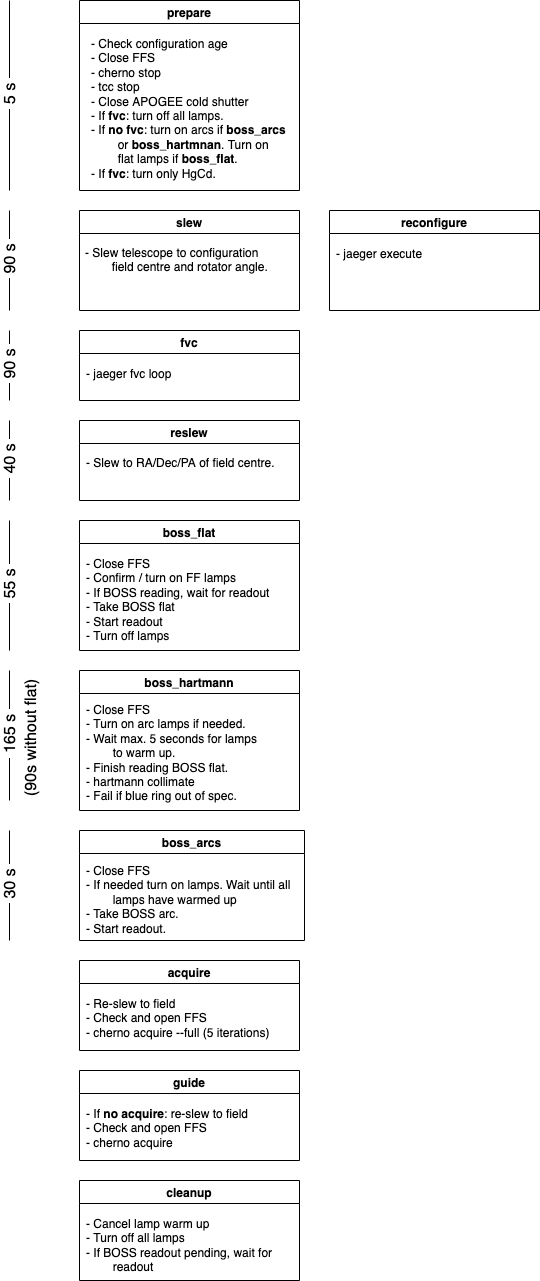 prepare
5 s
- Check configuration age
- Close FFS
- cherno stop
- tcc stop
- Close APOGEE cold shutter
- If fvc: turn off all lamps.
- If no fvc: turn on arcs if boss_arcs
or boss_hartmnan. Turn on
flat lamps if boss_flat.
- If fvc: turn only HgCd.
90 s
slew
- Slew telescope to configuration
field centre and rotator angle.
reconfigure
- jaeger execute
90 s
fvc
- jaeger fvc loop
40 s
reslew
- Slew to RA/Dec/PA of field centre.
55 s
boss_flat
- Close FFS
- Confirm / turn on FF lamps
- If BOSS reading, wait for readout
- Take BOSS flat
- Start readout
- Turn off lamps
165 s
(90s without flat)
boss_hartmann
- Close FFS
- Turn on arc lamps if needed.
- Wait max. 5 seconds for lamps
to warm up.
- Finish reading BOSS flat.
- hartmann collimate
- Fail if blue ring out of spec.
30 s
boss_arcs
- Close FFS
- If needed turn on lamps. Wait until all
lamps have warmed up
- Take BOSS arc.
- Start readout.
acquire
- Re-slew to field
- Check and open FFS
- cherno acquire --full (5 iterations)
guide
- If no acquire: re-slew to field
- Check and open FFS
- cherno acquire
cleanup
- Cancel lamp warm up
- Turn off all lamps
- If BOSS readout pending, wait for
readout